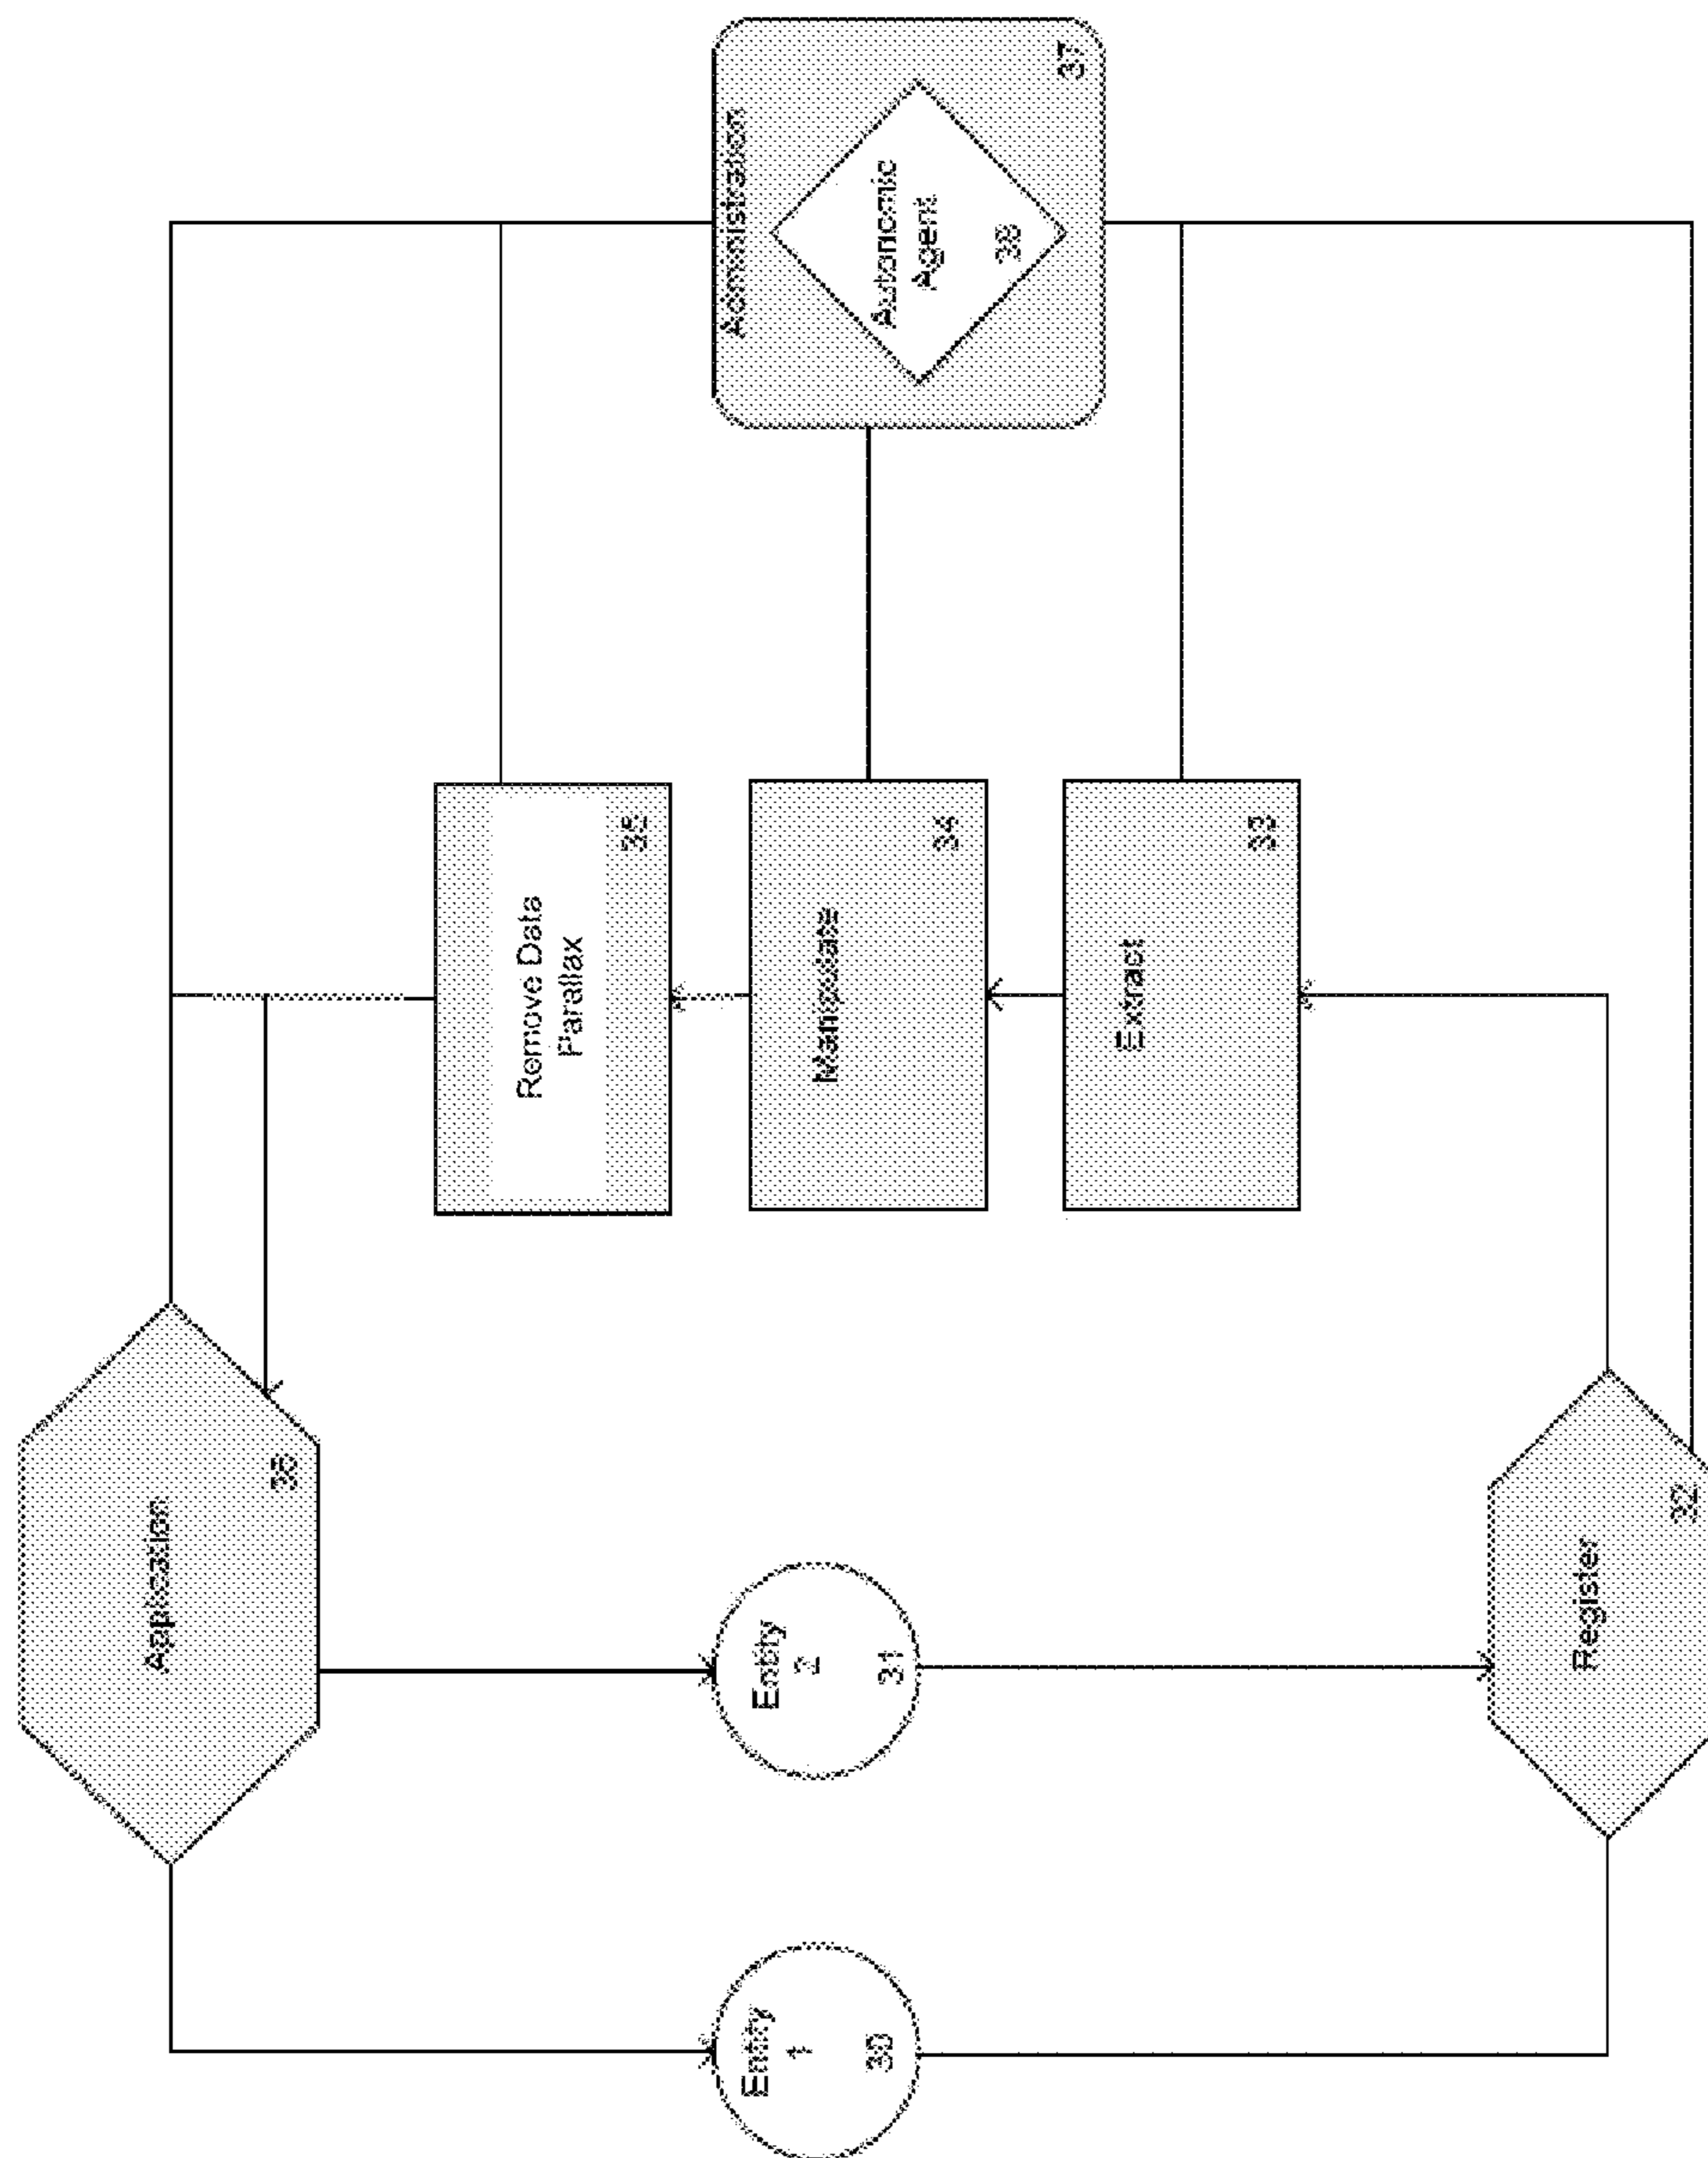 Application
36
Remove Data
Parallax
35
Entity
1
30
Entity
2
31
Manipulate
34
Administration
Autonomic
Agent
38
37
Extract
33
Register
32